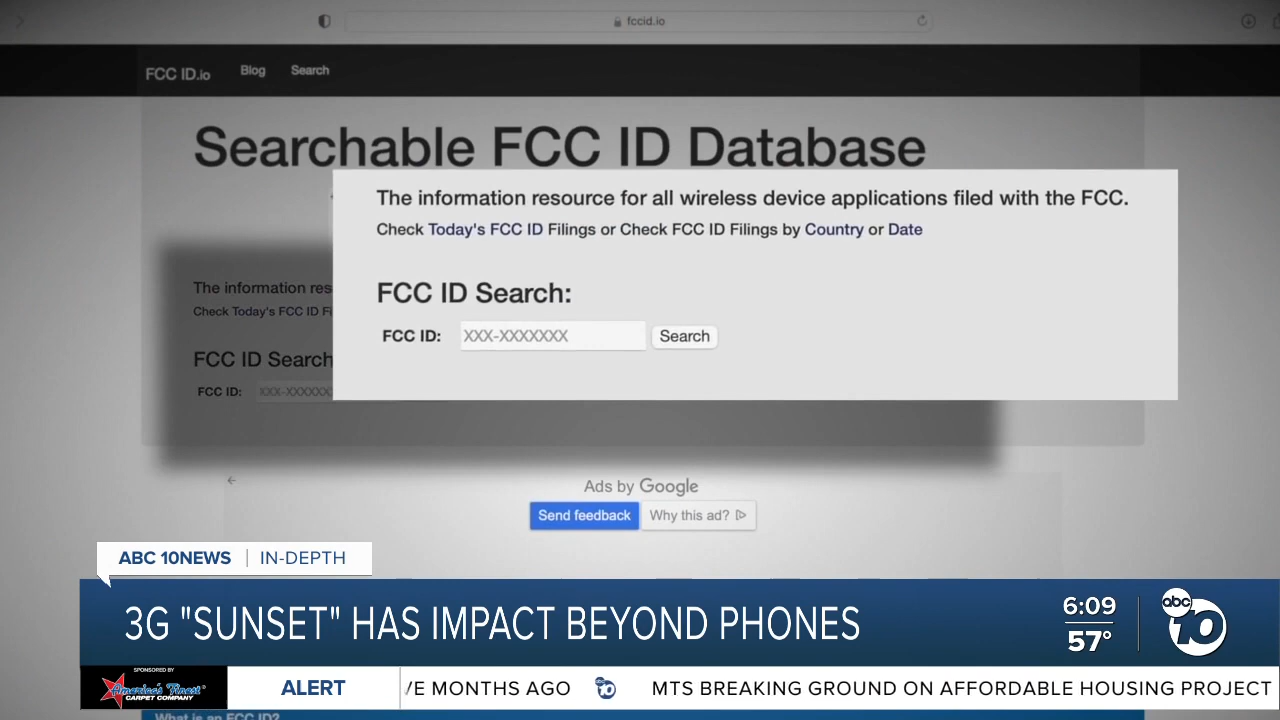 fccid.io
FCC ID.io Blog Search
Searchable FCC ID Database
The information resource for all wireless device applications filed with the FCC.
Check Today's FCC ID Filings or Check FCC ID Filings by Country or Date
FCC ID Search:
FCC ID: XXX-XXXXXXX Search
The information res
Check Today's FCC ID Fi
FCC ID Search
FCC ID: XXX-XXXXXX
Ads by Google
Send feedback Why this ad?
ABC 10NEWS IN-DEPTH
3G "SUNSET" HAS IMPACT BEYOND PHONES
6:09
57°
abc 10
SPONSORED BY
America's Finest
CARPET COMPANY
ALERT
/E MONTHS AGO abc 10 MTS BREAKING GROUND ON AFFORDABLE HOUSING PROJECT
What is an FCC ID?